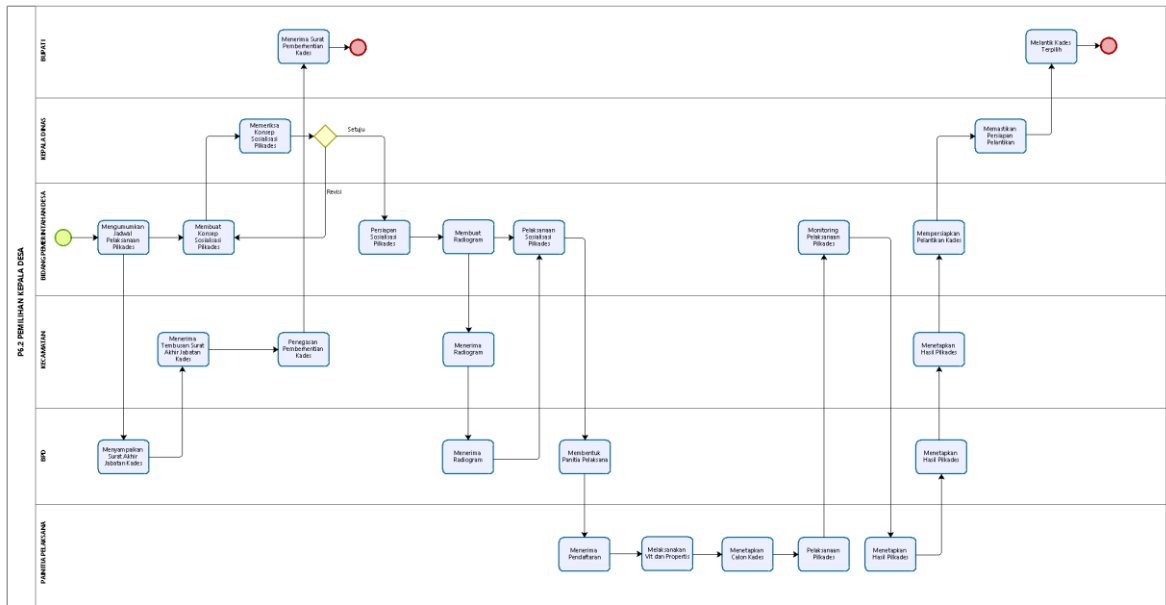 P6.2 PEMILIHAN KEPALA DESA
BUPATI
Menerima Surat
Pemberhentian
Kades
Melantik Kades
Terpilih
KEPALA DINAS
Memeriksa
Konsep
Sosialisasi
Pilkades
Setuju
Revisi
Memastikan
Persiapan
Pelantikan
BIDANG PEMERINTAHAN DESA
Mengumumkan
Jadwal
Pelaksanaan
Pilkades
Membuat
Konsep
Sosialisasi
Pilkades
Persiapan
Sosialisasi
Pilkades
Membuat
Radiogram
Pelaksanaan
Sosialisasi
Pilkades
Monitoring
Pelaksanaan
Pilkades
Mempersiapkan
Pelantikan Kades
KECAMATAN
Menerima
Tembusan Surat
Akhir Jabatan
Kades
Penegasan
Pemberhentian
Kades
Menerima
Radiogram
Menetapkan
Hasil Pilkades
BPD
Menyampaikan
Surat Akhir
Jabatan Kades
Menerima
Radiogram
Membentuk
Panitia Pelaksana
Menetapkan
Hasil Pilkades
PAINITIA PELAKSANA
Menerima
Pendaftaran
Melaksanakan
Vit dan Propertis
Menetapkan
Calon Kades
Pelaksanaan
Pilkades
Menetapkan
Hasil Pilkades